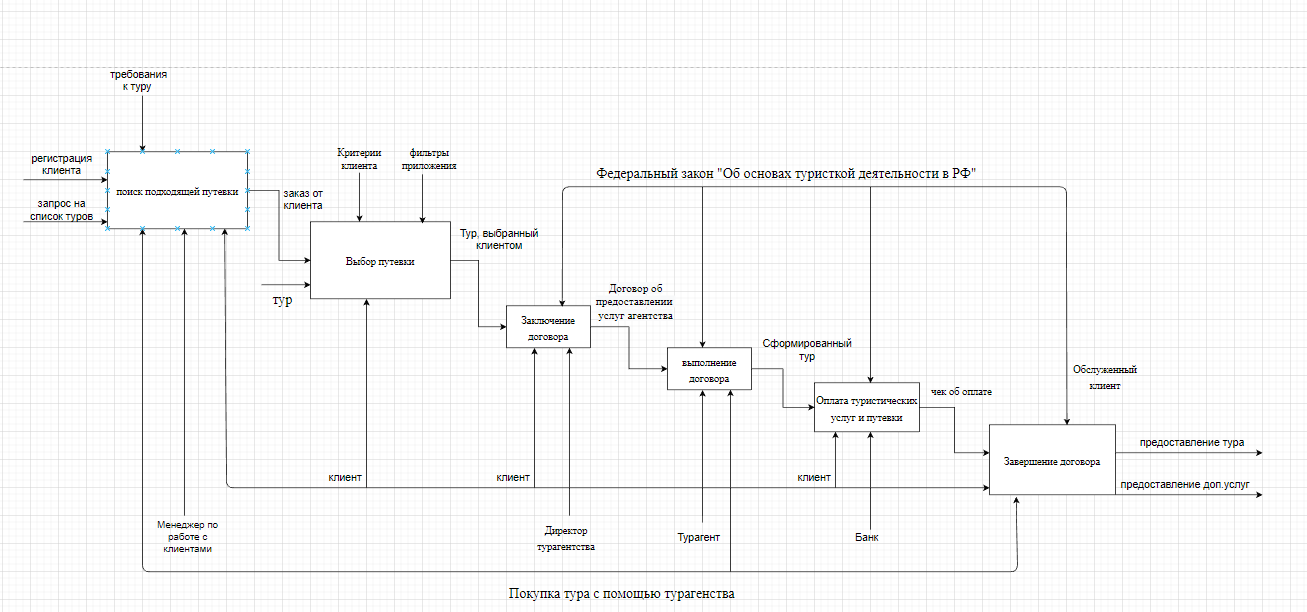 требования
к туру
регистрация
клиента
запрос на
список туров
поиск подходящей путевки
заказ от
клиента
Критерии
клиента
фильтры
приложения
Выбор путевки
тур
Тур, выбранный
клиентом
Федеральный закон "Об основах туристкой деятельности в РФ"
Заключение
договора
Договор об
предоставлении
услуг агентства
выполнение
договора
Сформированный
тур
Оплата туристических
услуг и путевки
чек об оплате
Обслуженный
клиент
Завершение договора
предоставление тура
предоставление доп.услуг
клиент
клиент
клиент
Менеджер по
работе с
клиентами
Директор
турагентства
Турагент
Банк
Покупка тура с помощью турагенства